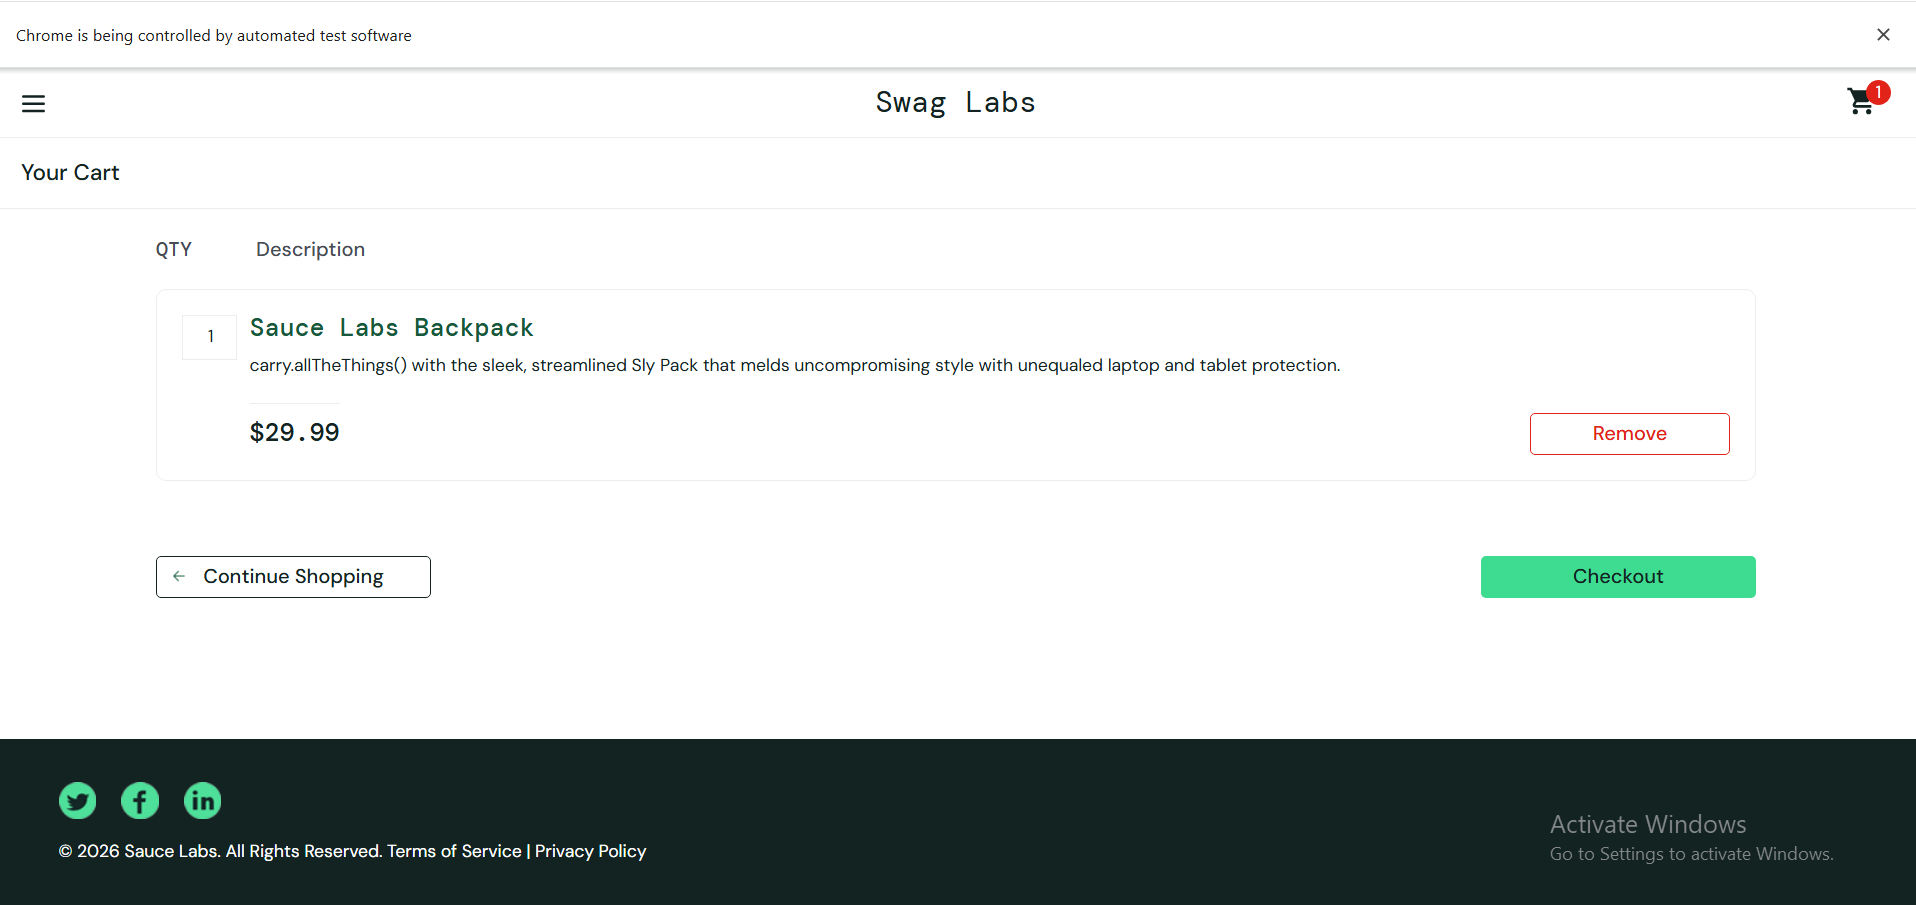 Chrome is being controlled by automated test software
Swag Labs
1
Your Cart
QTY Description
1
Sauce Labs Backpack
carry.allTheThings() with the sleek, streamlined Sly Pack that melds uncompromising style with unequaled laptop and tablet protection.
$29.99
Remove
Continue Shopping
Checkout
© 2026 Sauce Labs. All Rights Reserved. Terms of Service | Privacy Policy
Activate Windows
Go to Settings to activate Windows.